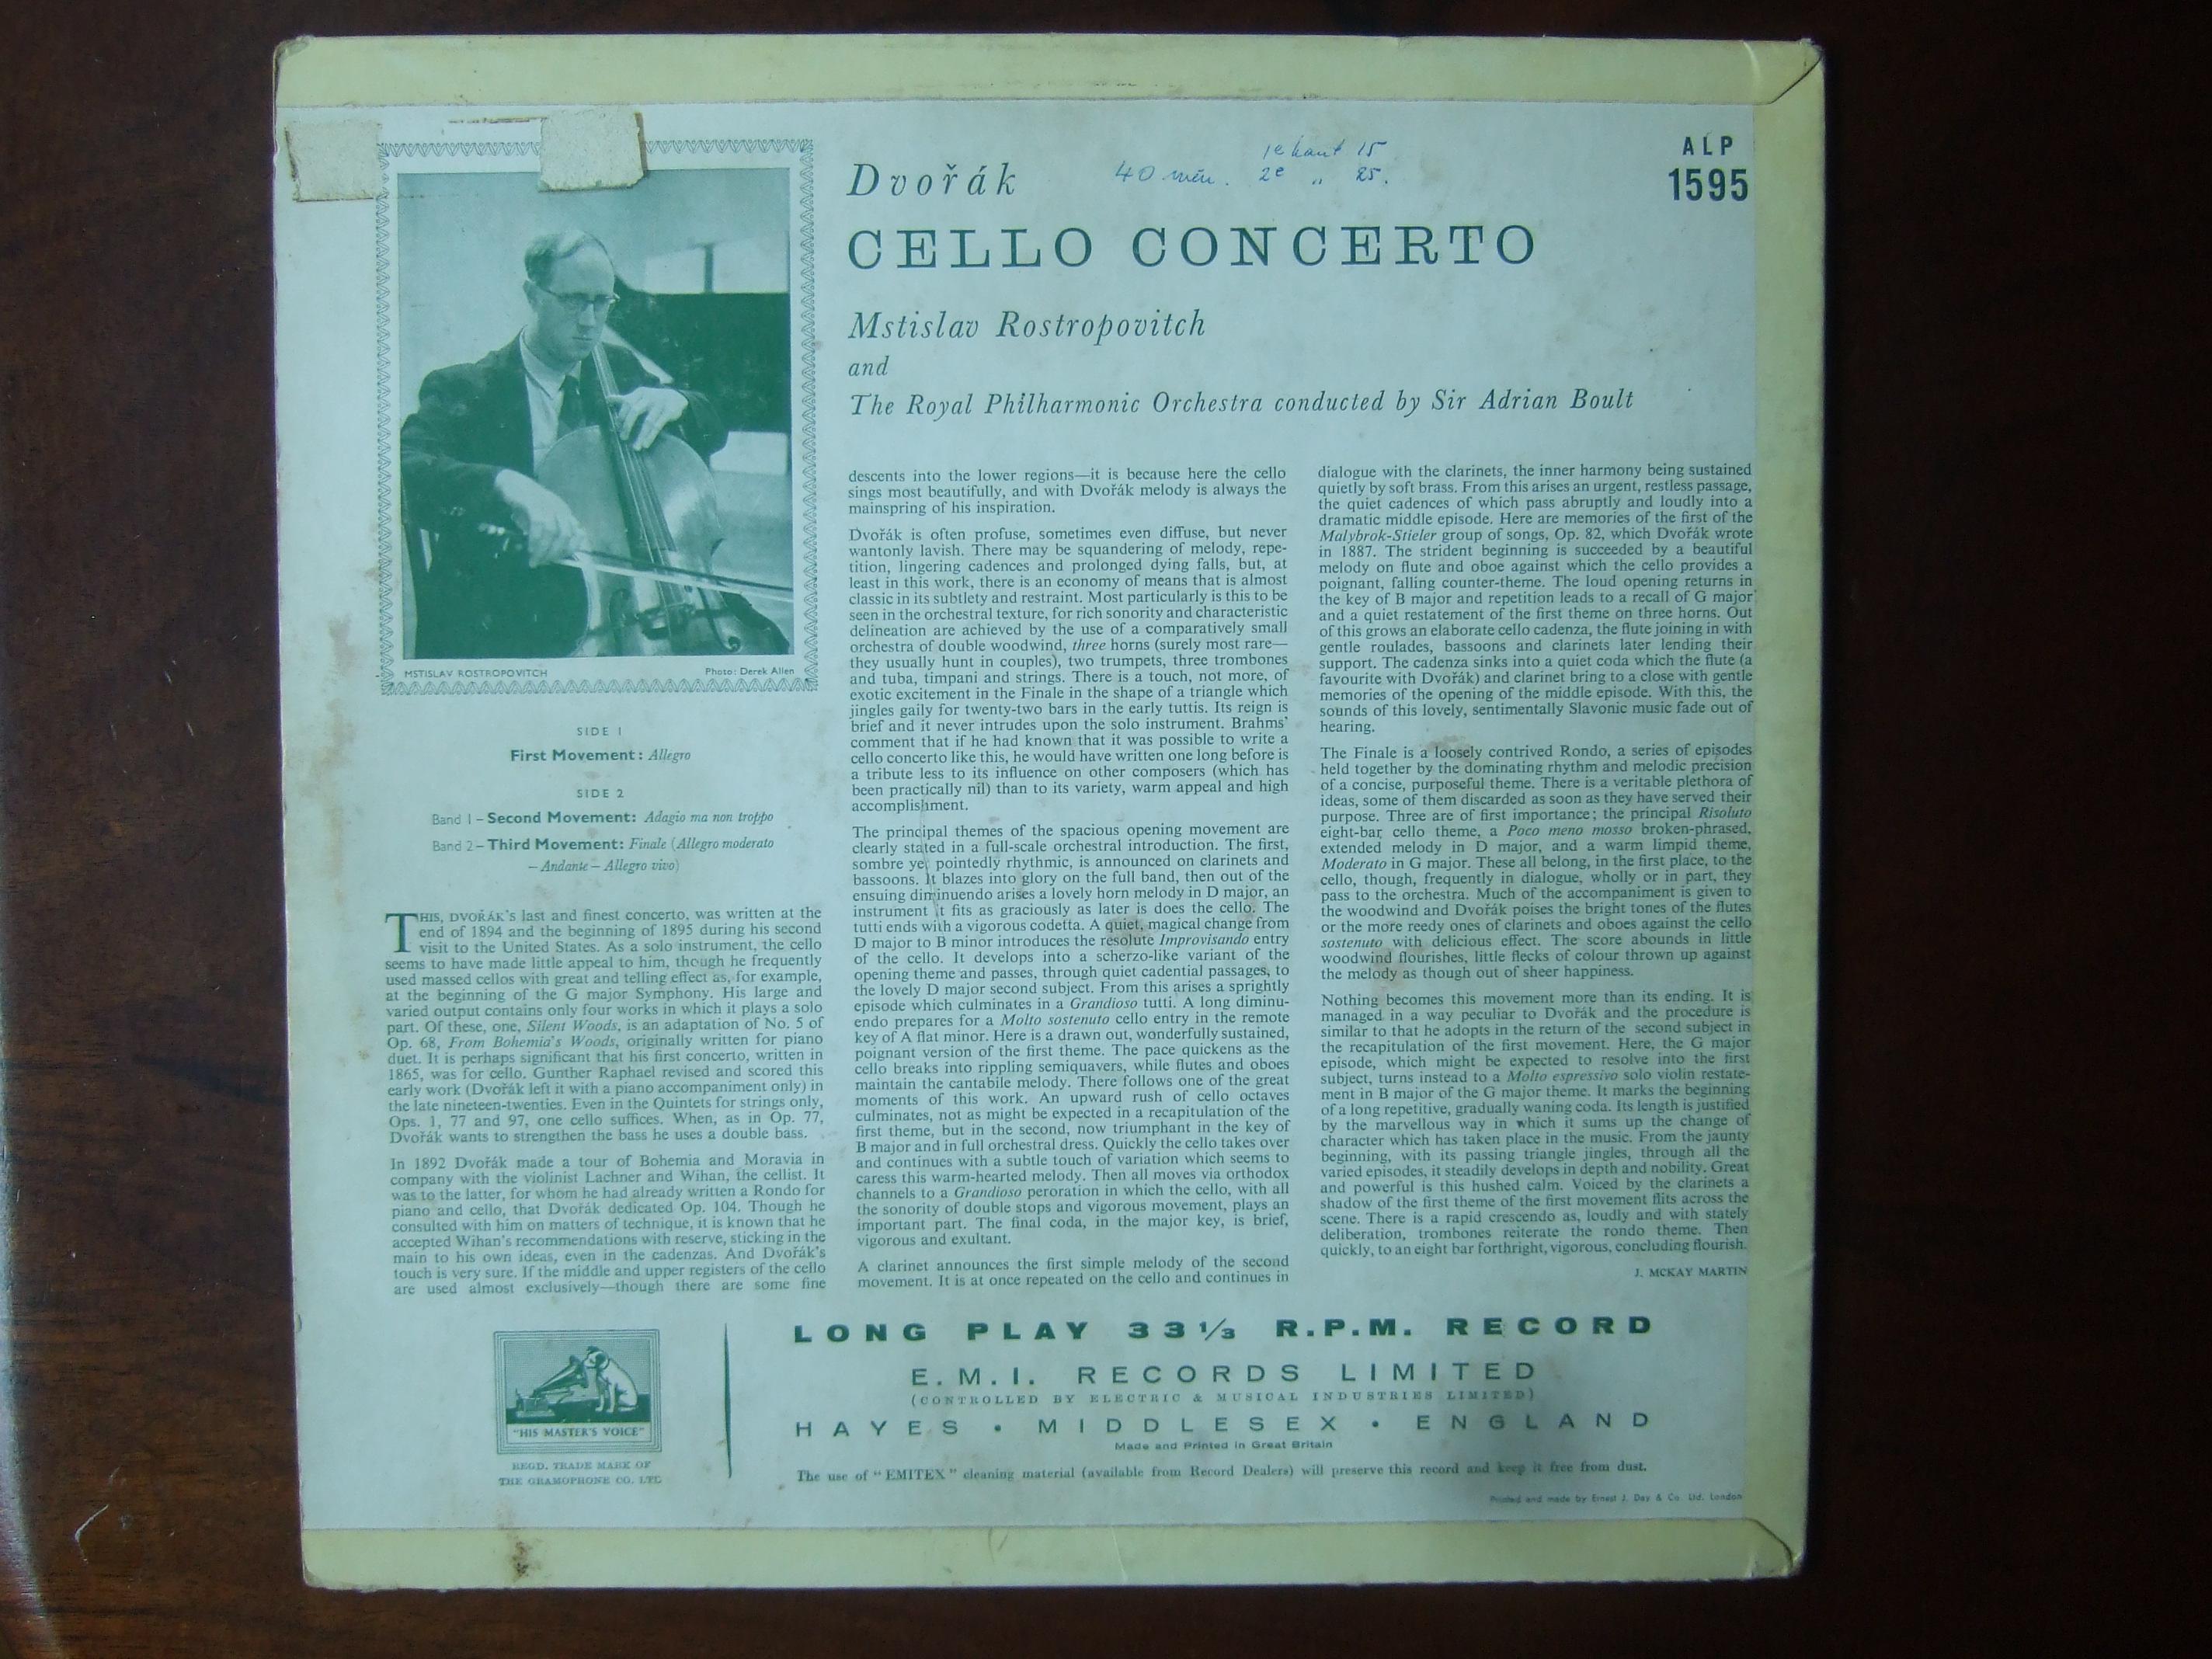 Dvořák
40 min. 1e kant 15
2e „ 25.
ALP
1595
CELLO CONCERTO
Mstislav Rostropovitch
and
The Royal Philharmonic Orchestra conducted by Sir Adrian Boult
MSTISLAV ROSTROPOVITCH Photo: Derek Allen
SIDE 1
First Movement: Allegro
SIDE 2
Band 1 – Second Movement: Adagio ma non troppo
Band 2 – Third Movement: Finale (Allegro moderato
– Andante – Allegro vivo)
THIS, DVOŘÁK'S last and finest concerto, was written at the
end of 1894 and the beginning of 1895 during his second
visit to the United States. As a solo instrument, the cello
seems to have made little appeal to him, though he frequently
used massed cellos with great and telling effect as, for example,
at the beginning of the G major Symphony. His large and
varied output contains only four works in which it plays a solo
part. Of these, one, Silent Woods, is an adaptation of No. 5 of
Op. 68, From Bohemia's Woods, originally written for piano
duet. It is perhaps significant that his first concerto, written in
1865, was for cello. Gunther Raphael revised and scored this
early work (Dvořák left it with a piano accompaniment only) in
the late nineteen-twenties. Even in the Quintets for strings only,
Ops. 1, 77 and 97, one cello suffices. When, as in Op. 77,
Dvořák wants to strengthen the bass he uses a double bass.
In 1892 Dvořák made a tour of Bohemia and Moravia in
company with the violinist Lachner and Wihan, the cellist. It
was to the latter, for whom he had already written a Rondo for
piano and cello, that Dvořák dedicated Op. 104. Though he
consulted with him on matters of technique, it is known that he
accepted Wihan's recommendations with reserve, sticking in the
main to his own ideas, even in the cadenzas. And Dvořák's
touch is very sure. If the middle and upper registers of the cello
are used almost exclusively—though there are some fine
descents into the lower regions—it is because here the cello
sings most beautifully, and with Dvořák melody is always the
mainspring of his inspiration.
Dvořák is often profuse, sometimes even diffuse, but never
wantonly lavish. There may be squandering of melody, repe-
tition, lingering cadences and prolonged dying falls, but, at
least in this work, there is an economy of means that is almost
classic in its subtlety and restraint. Most particularly is this to be
seen in the orchestral texture, for rich sonority and characteristic
delineation are achieved by the use of a comparatively small
orchestra of double woodwind, three horns (surely most rare—
they usually hunt in couples), two trumpets, three trombones
and tuba, timpani and strings. There is a touch, not more, of
exotic excitement in the Finale in the shape of a triangle which
jingles gaily for twenty-two bars in the early tuttis. Its reign is
brief and it never intrudes upon the solo instrument. Brahms'
comment that if he had known that it was possible to write a
cello concerto like this, he would have written one long before is
a tribute less to its influence on other composers (which has
been practically nil) than to its variety, warm appeal and high
accomplishment.
The principal themes of the spacious opening movement are
clearly stated in a full-scale orchestral introduction. The first,
sombre yet pointedly rhythmic, is announced on clarinets and
bassoons. It blazes into glory on the full band, then out of the
ensuing diminuendo arises a lovely horn melody in D major, an
instrument it fits as graciously as later is does the cello. The
tutti ends with a vigorous codetta. A quiet, magical change from
D major to B minor introduces the resolute Improvisando entry
of the cello. It develops into a scherzo-like variant of the
opening theme and passes, through quiet cadential passages, to
the lovely D major second subject. From this arises a sprightly
episode which culminates in a Grandioso tutti. A long diminu-
endo prepares for a Molto sostenuto cello entry in the remote
key of A flat minor. Here is a drawn out, wonderfully sustained,
poignant version of the first theme. The pace quickens as the
cello breaks into rippling semiquavers, while flutes and oboes
maintain the cantabile melody. There follows one of the great
moments of this work. An upward rush of cello octaves
culminates, not as might be expected in a recapitulation of the
first theme, but in the second, now triumphant in the key of
B major and in full orchestral dress. Quickly the cello takes over
and continues with a subtle touch of variation which seems to
caress this warm-hearted melody. Then all moves via orthodox
channels to a Grandioso peroration in which the cello, with all
the sonority of double stops and vigorous movement, plays an
important part. The final coda, in the major key, is brief,
vigorous and exultant.
A clarinet announces the first simple melody of the second
movement. It is at once repeated on the cello and continues in
dialogue with the clarinets, the inner harmony being sustained
quietly by soft brass. From this arises an urgent, restless passage,
the quiet cadences of which pass abruptly and loudly into a
dramatic middle episode. Here are memories of the first of the
Malybrok-Stieler group of songs, Op. 82, which Dvořák wrote
in 1887. The strident beginning is succeeded by a beautiful
melody on flute and oboe against which the cello provides a
poignant, falling counter-theme. The loud opening returns in
the key of B major and repetition leads to a recall of G major
and a quiet restatement of the first theme on three horns. Out
of this grows an elaborate cello cadenza, the flute joining in with
gentle roulades, bassoons and clarinets later lending their
support. The cadenza sinks into a quiet coda which the flute (a
favourite with Dvořák) and clarinet bring to a close with gentle
memories of the opening of the middle episode. With this, the
sounds of this lovely, sentimentally Slavonic music fade out of
hearing.
The Finale is a loosely contrived Rondo, a series of episodes
held together by the dominating rhythm and melodic precision
of a concise, purposeful theme. There is a veritable plethora of
ideas, some of them discarded as soon as they have served their
purpose. Three are of first importance; the principal Risoluto
eight-bar cello theme, a Poco meno mosso broken-phrased,
extended melody in D major, and a warm limpid theme,
Moderato in G major. These all belong, in the first place, to the
cello, though, frequently in dialogue, wholly or in part, they
pass to the orchestra. Much of the accompaniment is given to
the woodwind and Dvořák poises the bright tones of the flutes
or the more reedy ones of clarinets and oboes against the cello
sostenuto with delicious effect. The score abounds in little
woodwind flourishes, little flecks of colour thrown up against
the melody as though out of sheer happiness.
Nothing becomes this movement more than its ending. It is
managed in a way peculiar to Dvořák and the procedure is
similar to that he adopts in the return of the second subject in
the recapitulation of the first movement. Here, the G major
episode, which might be expected to resolve into the first
subject, turns instead to a Molto espressivo solo violin restate-
ment in B major of the G major theme. It marks the beginning
of a long repetitive, gradually waning coda. Its length is justified
by the marvellous way in which it sums up the change of
character which has taken place in the music. From the jaunty
beginning, with its passing triangle jingles, through all the
varied episodes, it steadily develops in depth and nobility. Great
and powerful is this hushed calm. Voiced by the clarinets a
shadow of the first theme of the first movement flits across the
scene. There is a rapid crescendo as, loudly and with stately
deliberation, trombones reiterate the rondo theme. Then
quickly, to an eight bar forthright, vigorous, concluding flourish.
J. MCKAY MARTIN
"HIS MASTER'S VOICE"
REGD. TRADE MARK OF
THE GRAMOPHONE CO. LTD.
LONG PLAY 33⅓ R.P.M. RECORD
E.M.I. RECORDS LIMITED
(CONTROLLED BY ELECTRIC & MUSICAL INDUSTRIES LIMITED)
HAYES • MIDDLESEX • ENGLAND
Made and Printed in Great Britain
The use of "EMITEX" cleaning material (available from Record Dealers) will preserve this record and keep it free from dust.
Printed and made by Ernest J. Day & Co. Ltd. London